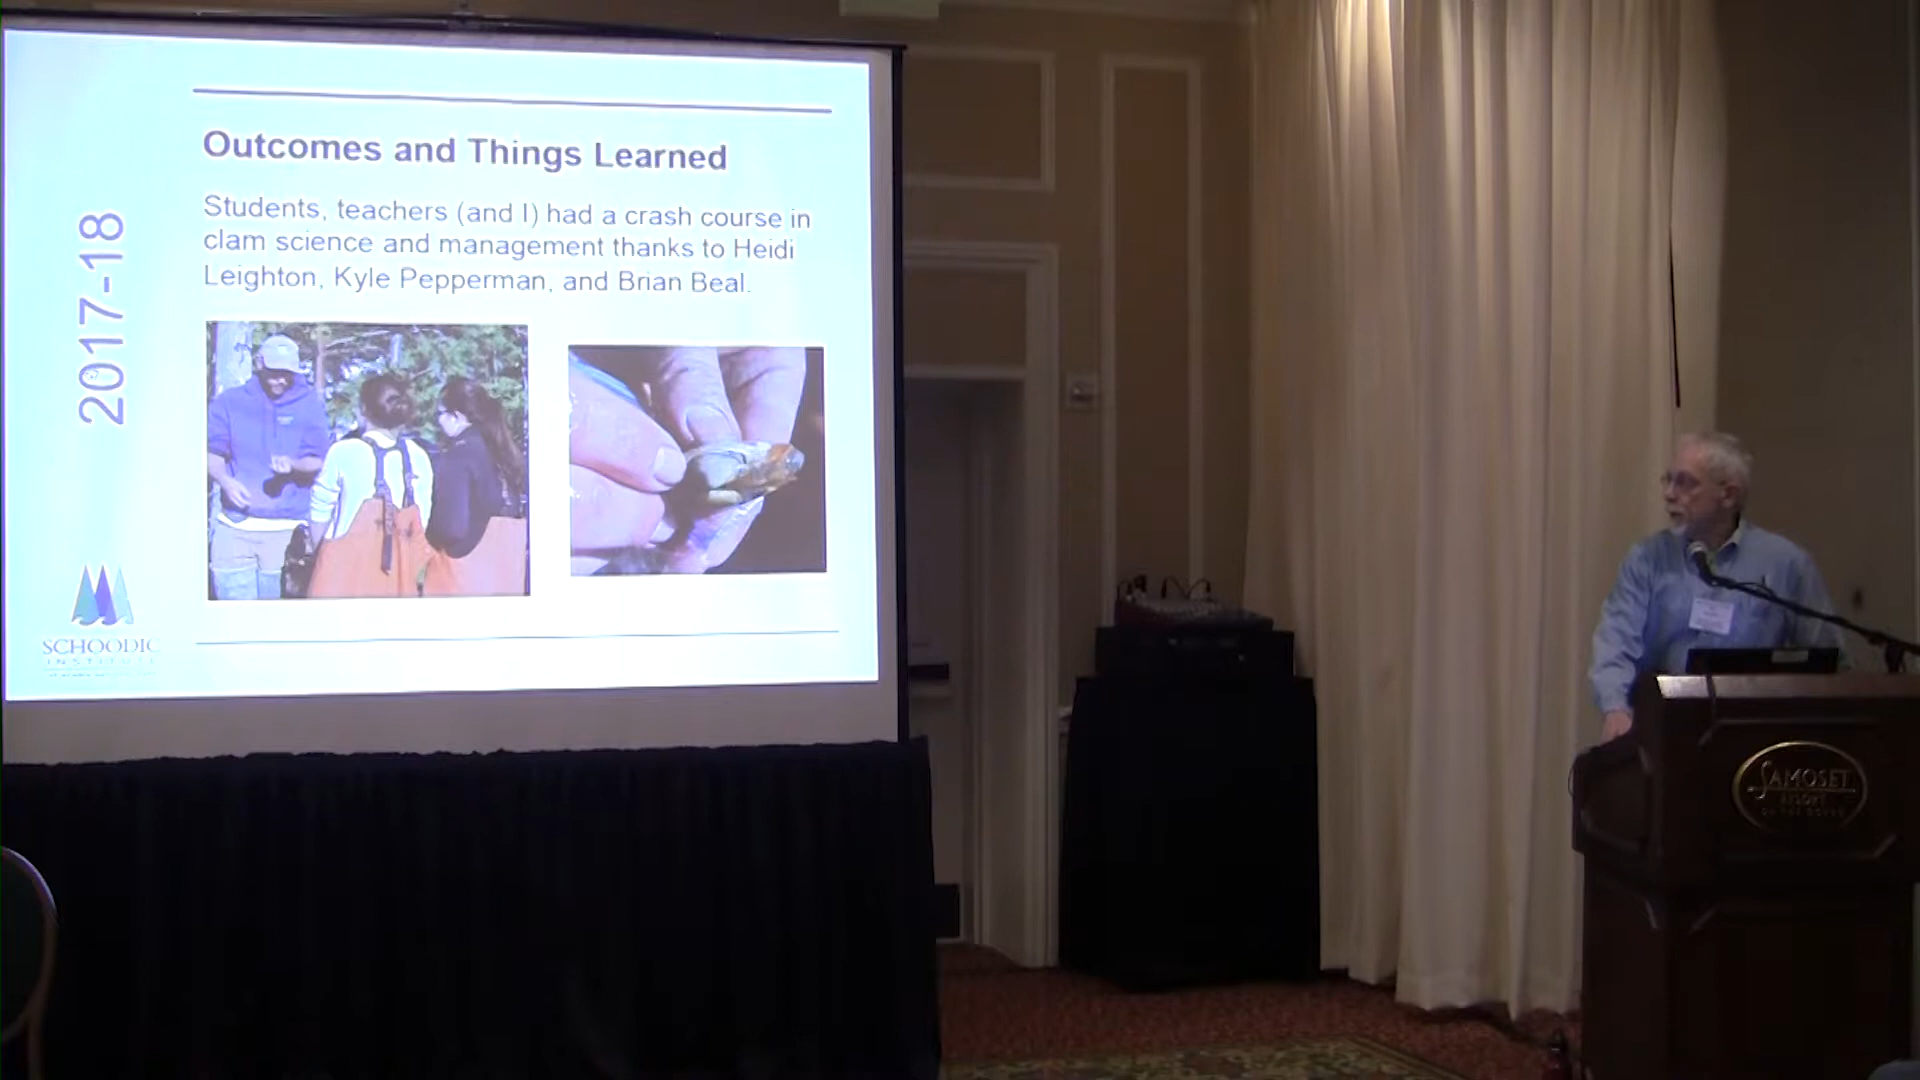 Outcomes and Things Learned
Students, teachers (and I) had a crash course in
clam science and management thanks to Heidi
Leighton, Kyle Pepperman, and Brian Beal.
2017-18
SCHOODIC
INSTITUTE
SAMOSET
RESORT